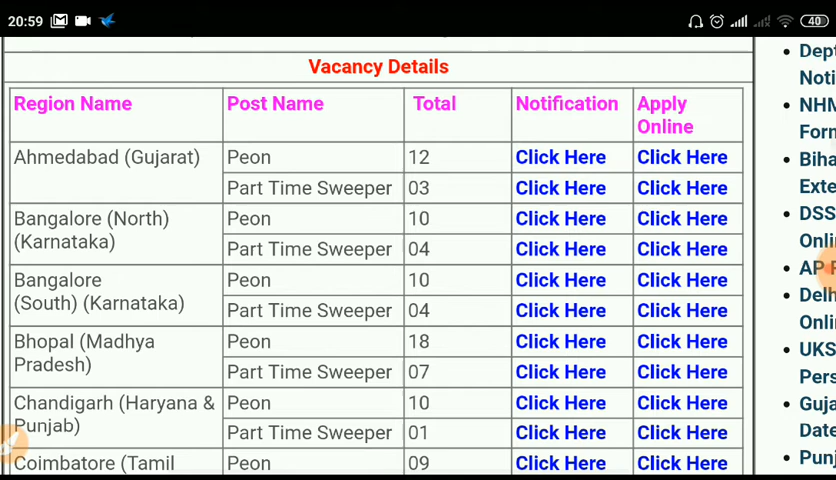 20:59
40
Vacancy Details
Region Name Post Name Total Notification Apply Online
Ahmedabad (Gujarat) Peon 12 Click Here Click Here
Part Time Sweeper 03 Click Here Click Here
Bangalore (North) (Karnataka) Peon 10 Click Here Click Here
Part Time Sweeper 04 Click Here Click Here
Bangalore (South) (Karnataka) Peon 10 Click Here Click Here
Part Time Sweeper 04 Click Here Click Here
Bhopal (Madhya Pradesh) Peon 18 Click Here Click Here
Part Time Sweeper 07 Click Here Click Here
Chandigarh (Haryana & Punjab) Peon 10 Click Here Click Here
Part Time Sweeper 01 Click Here Click Here
Coimbatore (Tamil Peon 09 Click Here Click Here
Dept
Noti
NHM
Forn
Biha
Exte
DSS
Onli
AP
Delh
Onli
UKS
Pers
Guja
Date
Punj